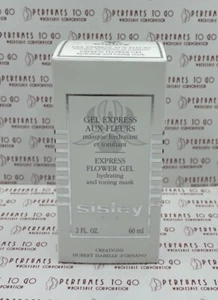 PERFUMES TO GO
WHOLESALE CORPORATION
GEL EXPRESS
AUX FLEURS
masque hydratant
et tonifiant
EXPRESS
FLOWER GEL
hydrating
and toning mask
sisley
2 FL. OZ. 60 ml
CREATIONS
HUBERT ISABELLE d'ORNANO